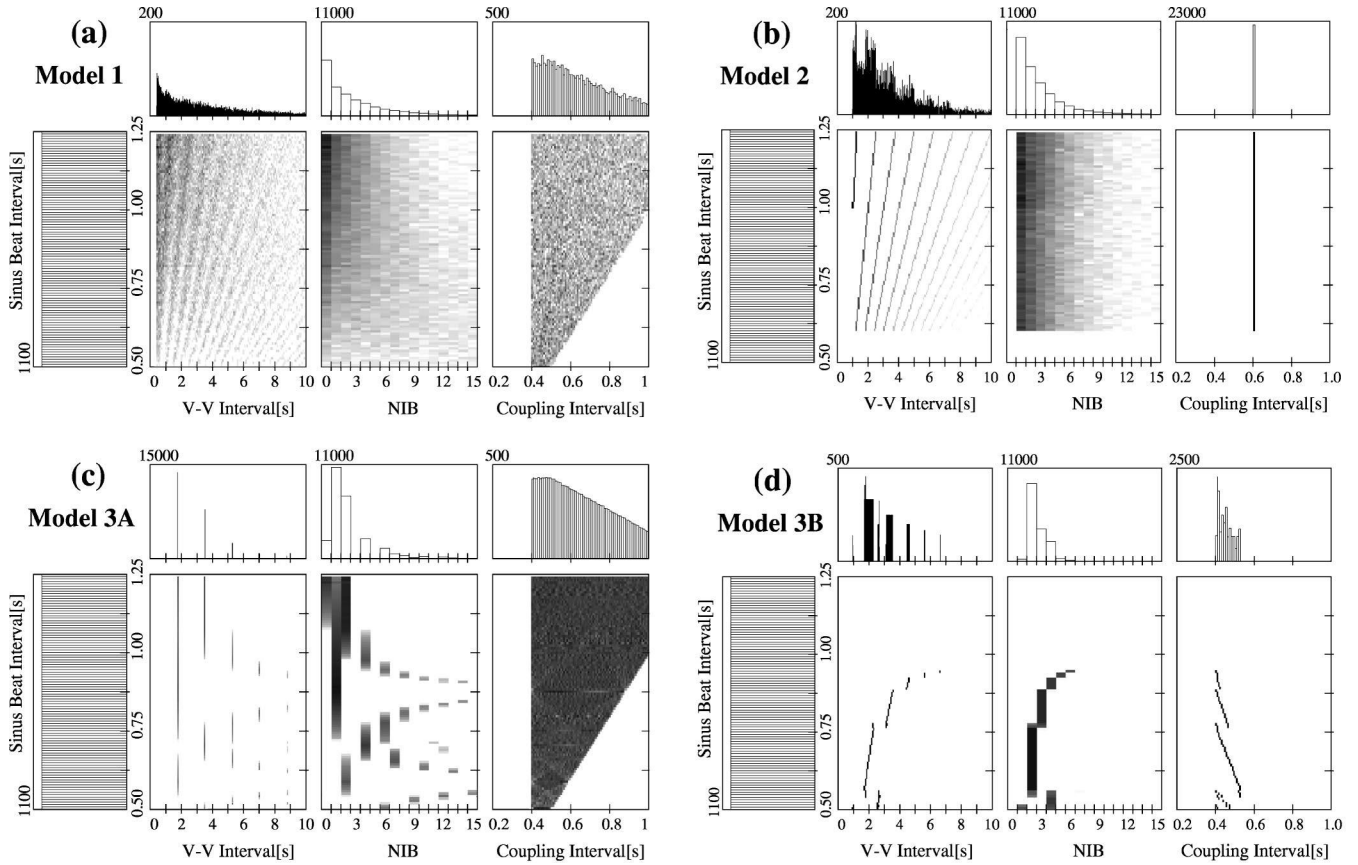 (a)
Model 1
200
11000
500
Sinus Beat Interval[s]
1100
0.50
0.75
1.00
1.25
0 2 4 6 8 10
V-V Interval[s]
0 3 6 9 12 15
NIB
0.2 0.4 0.6 0.8 1
Coupling Interval[s]
(b)
Model 2
200
11000
23000
Sinus Beat Interval[s]
1100
0.50
0.75
1.00
1.25
0 2 4 6 8 10
V-V Interval[s]
0 3 6 9 12 15
NIB
0.2 0.4 0.6 0.8 1.0
Coupling Interval[s]
(c)
Model 3A
15000
11000
500
Sinus Beat Interval[s]
1100
0.50
0.75
1.00
1.25
0 2 4 6 8 10
V-V Interval[s]
0 3 6 9 12 15
NIB
0.2 0.4 0.6 0.8 1
Coupling Interval[s]
(d)
Model 3B
500
11000
2500
Sinus Beat Interval[s]
1100
0.50
0.75
1.00
1.25
0 2 4 6 8 10
V-V Interval[s]
0 3 6 9 12 15
NIB
0.2 0.4 0.6 0.8 1.0
Coupling Interval[s]